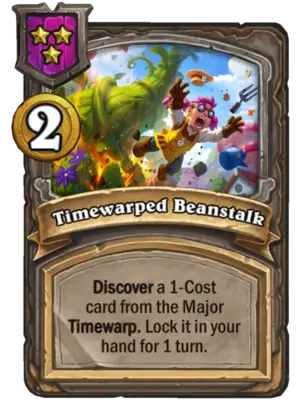 2
Timewarped Beanstalk
Discover a 1-Cost
card from the Major
Timewarp. Lock it in your
hand for 1 turn.